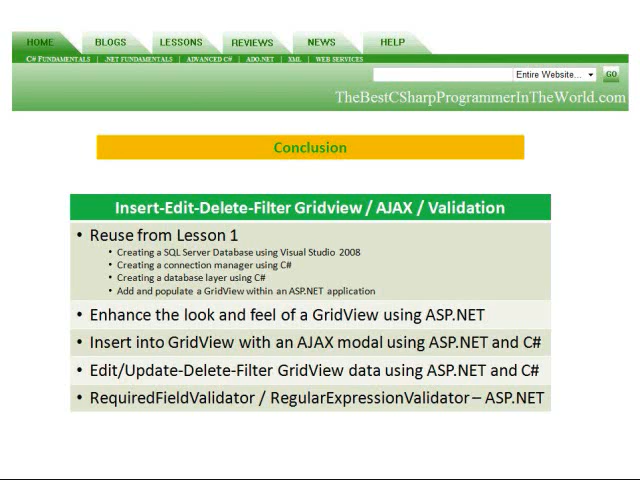 HOME BLOGS LESSONS REVIEWS NEWS HELP
C# FUNDAMENTALS | .NET FUNDAMENTALS | ADVANCED C# | ADO.NET | XML | WEB SERVICES
Entire Website... GO
TheBestCSharpProgrammerInTheWorld.com
Conclusion
Insert-Edit-Delete-Filter Gridview / AJAX / Validation
• Reuse from Lesson 1
• Creating a SQL Server Database using Visual Studio 2008
• Creating a connection manager using C#
• Creating a database layer using C#
• Add and populate a GridView within an ASP.NET application
• Enhance the look and feel of a GridView using ASP.NET
• Insert into GridView with an AJAX modal using ASP.NET and C#
• Edit/Update-Delete-Filter GridView data using ASP.NET and C#
• RequiredFieldValidator / RegularExpressionValidator – ASP.NET